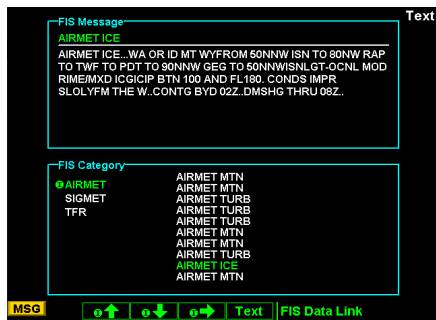 Text
FIS Message
AIRMET ICE
AIRMET ICE...WA OR ID MT WYFROM 50NNW ISN TO 80NW RAP
TO TWF TO PDT TO 90NNW GEG TO 50NNWISNLGT-OCNL MOD
RIME/MXD ICGICIP BTN 100 AND FL180. CONDS IMPR
SLOLYFM THE W..CONTG BYD 02Z..DMSHG THRU 08Z..
FIS Category
AIRMET
SIGMET
TFR
AIRMET MTN
AIRMET MTN
AIRMET TURB
AIRMET TURB
AIRMET TURB
AIRMET MTN
AIRMET MTN
AIRMET TURB
AIRMET ICE
AIRMET MTN
MSG
Text
FIS Data Link